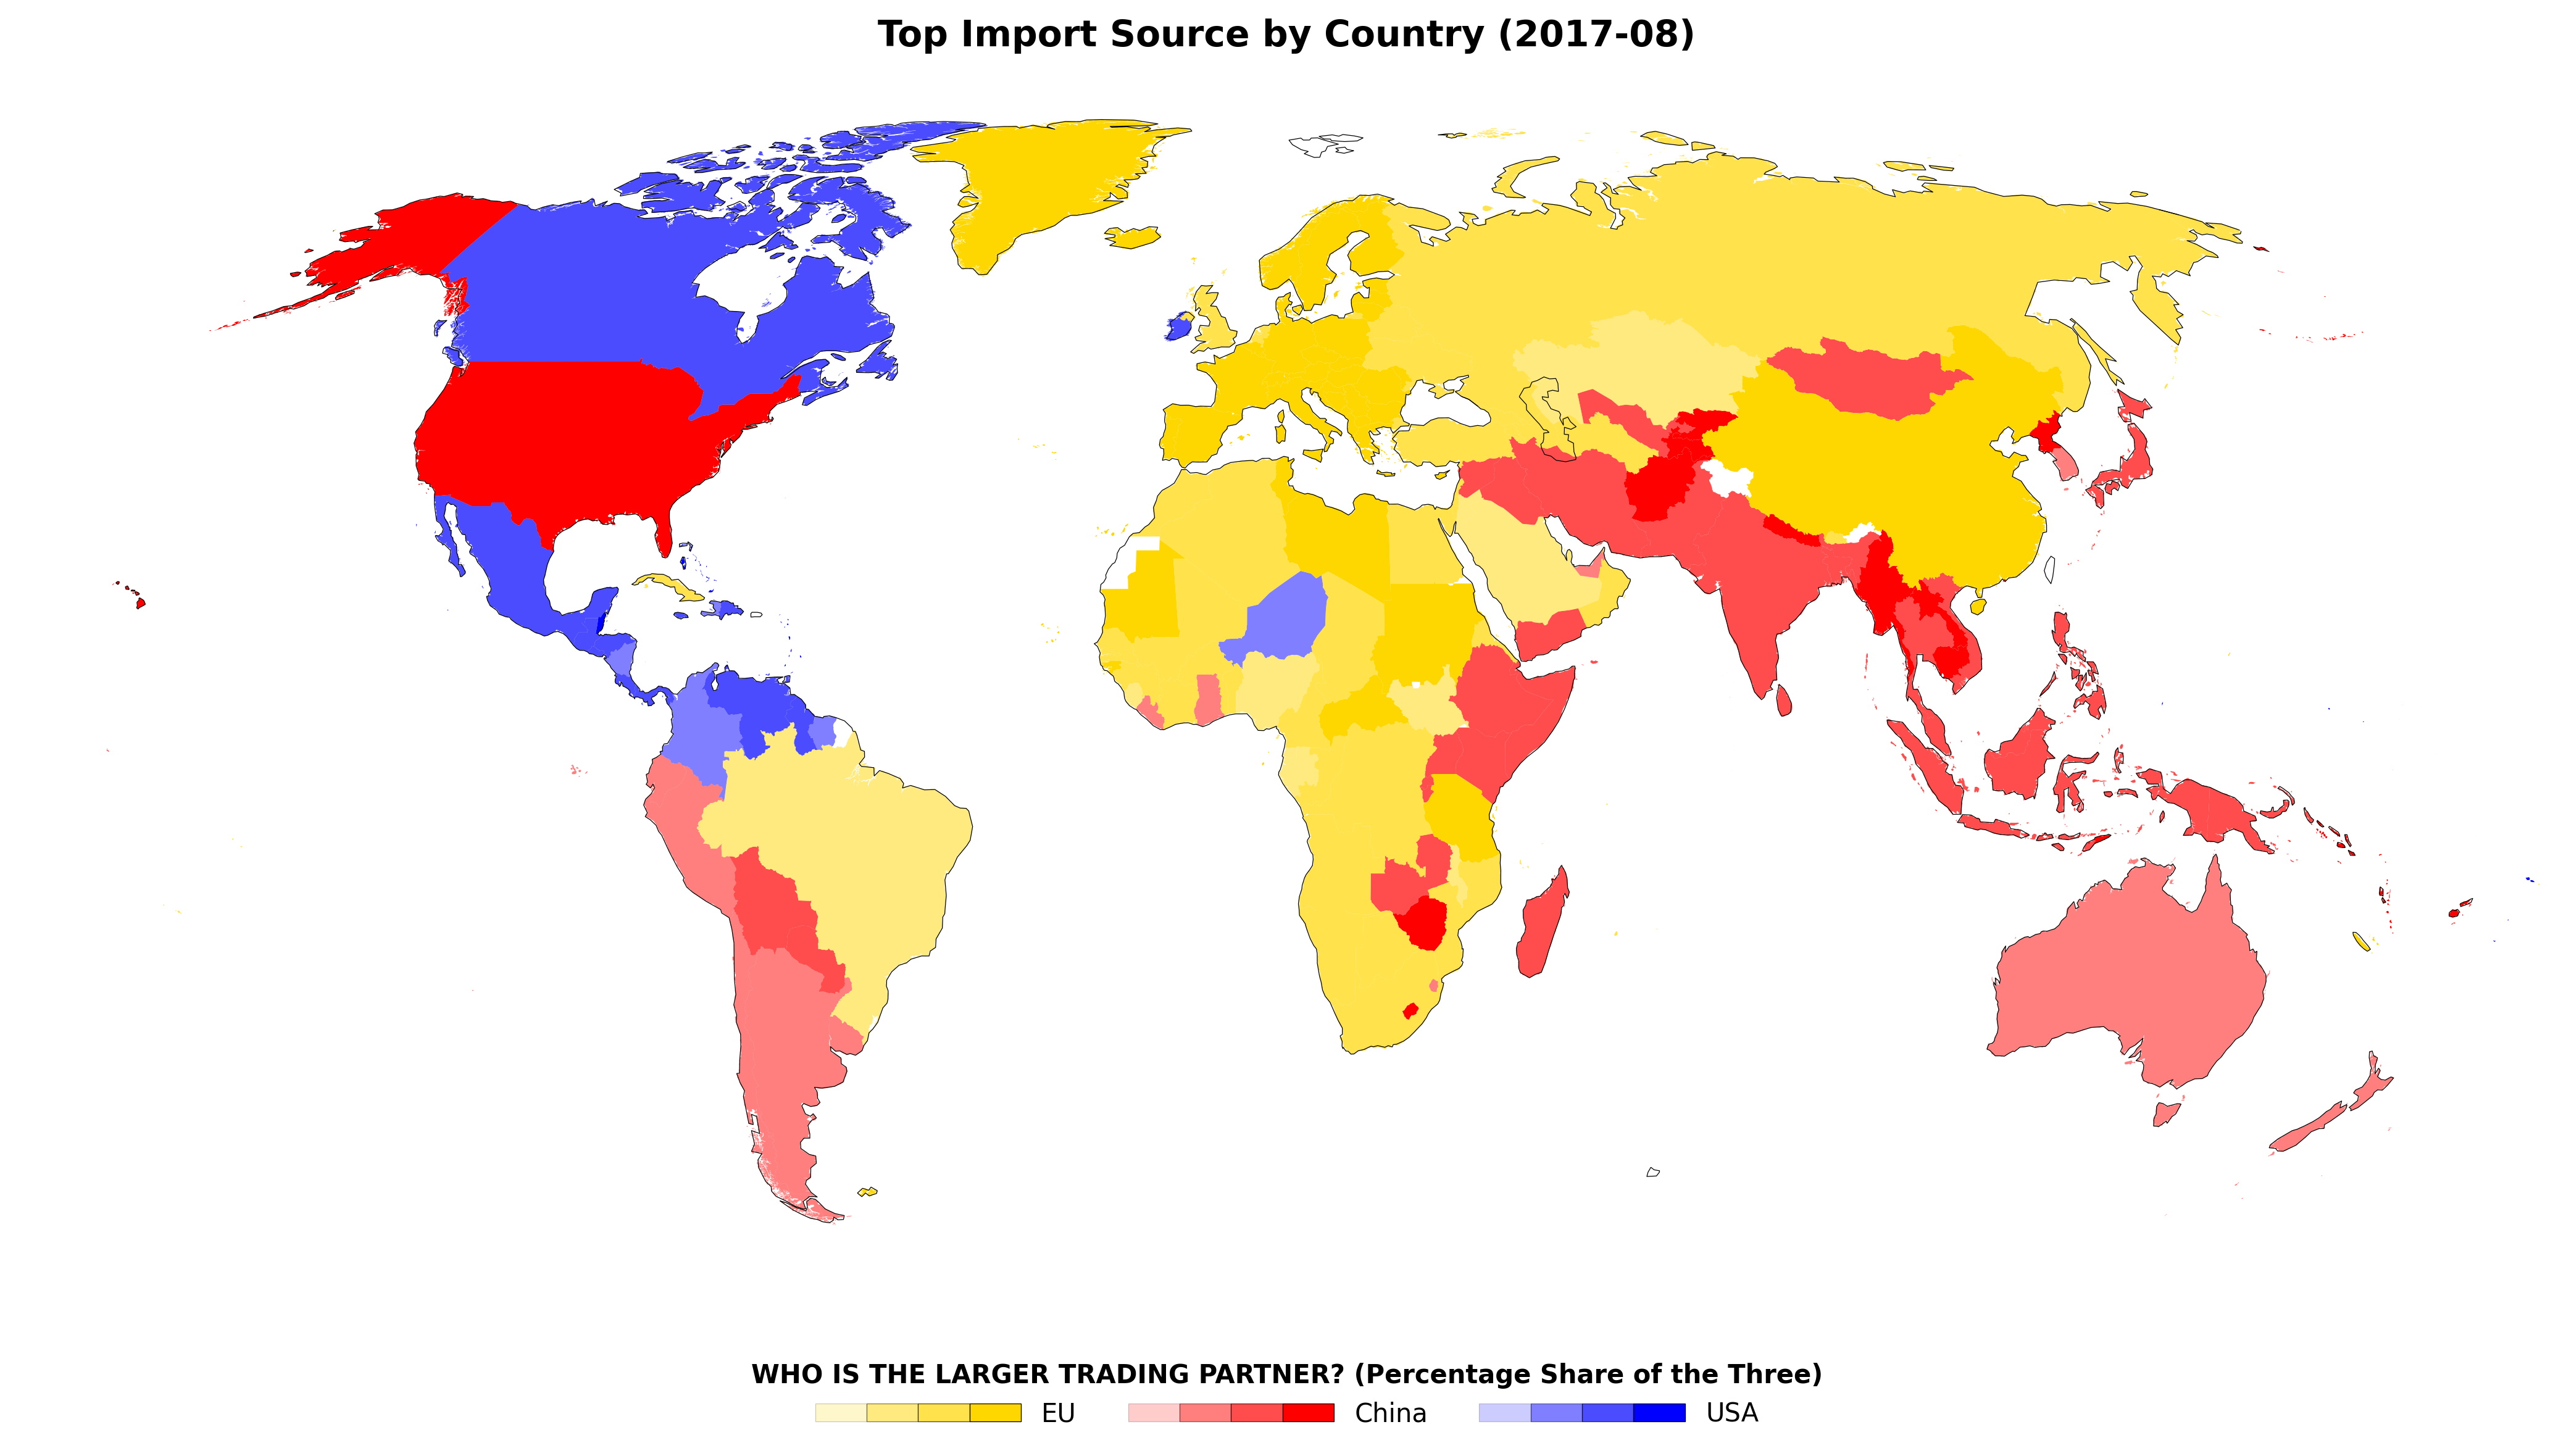 Top Import Source by Country (2017-08)
WHO IS THE LARGER TRADING PARTNER? (Percentage Share of the Three)
EU China USA